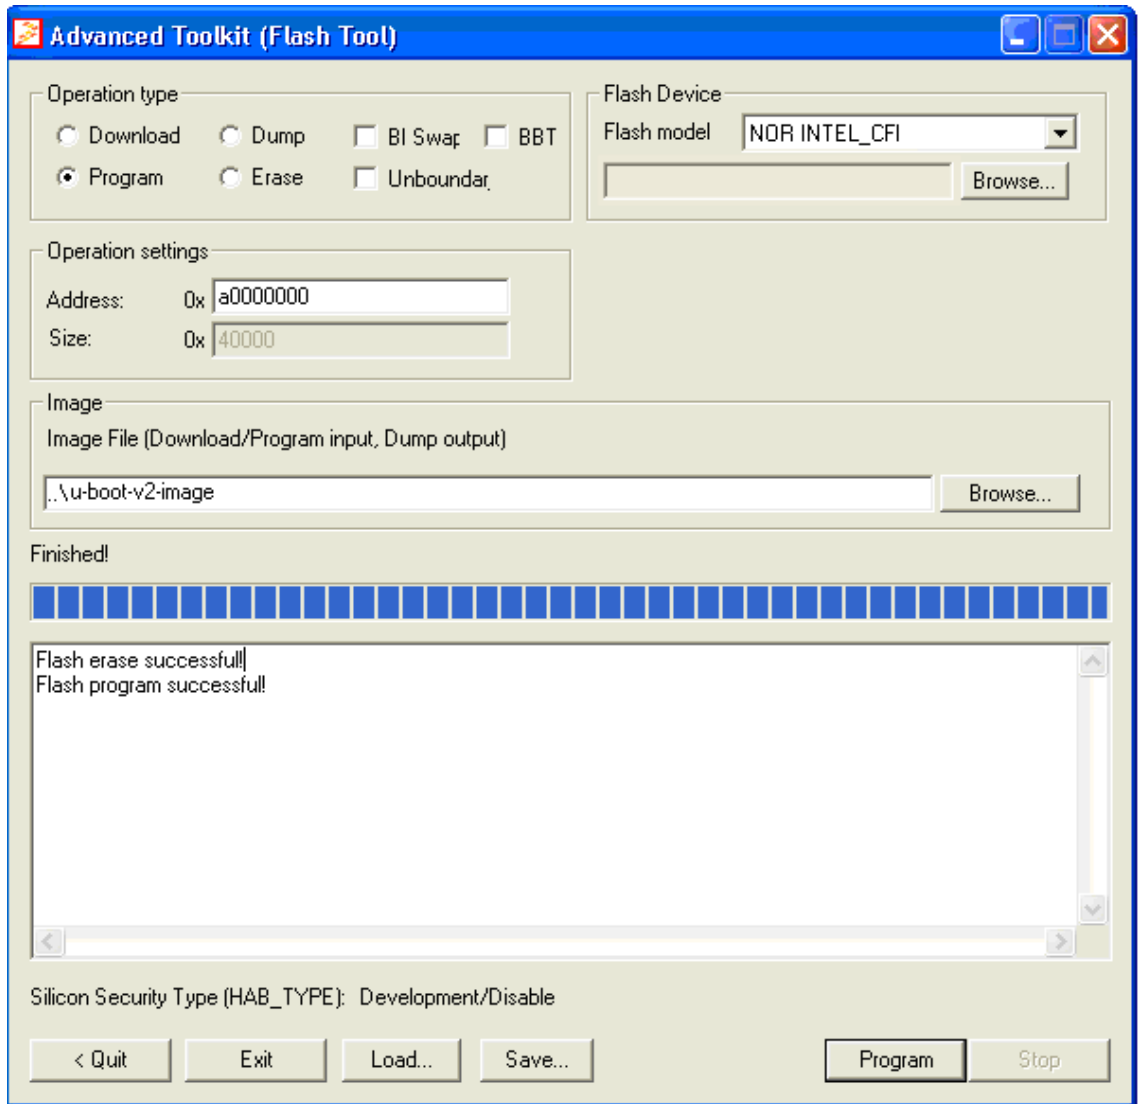 Advanced Toolkit (Flash Tool)
Operation type
Download Dump BI Swap BBT
Program Erase Unboundar
Flash Device
Flash model NOR INTEL_CFI
Browse...
Operation settings
Address: 0x a0000000
Size: 0x 40000
Image
Image File (Download/Program input, Dump output)
..\u-boot-v2-image Browse...
Finished!
Flash erase successful!
Flash program successful!
Silicon Security Type (HAB_TYPE): Development/Disable
< Quit Exit Load... Save... Program Stop